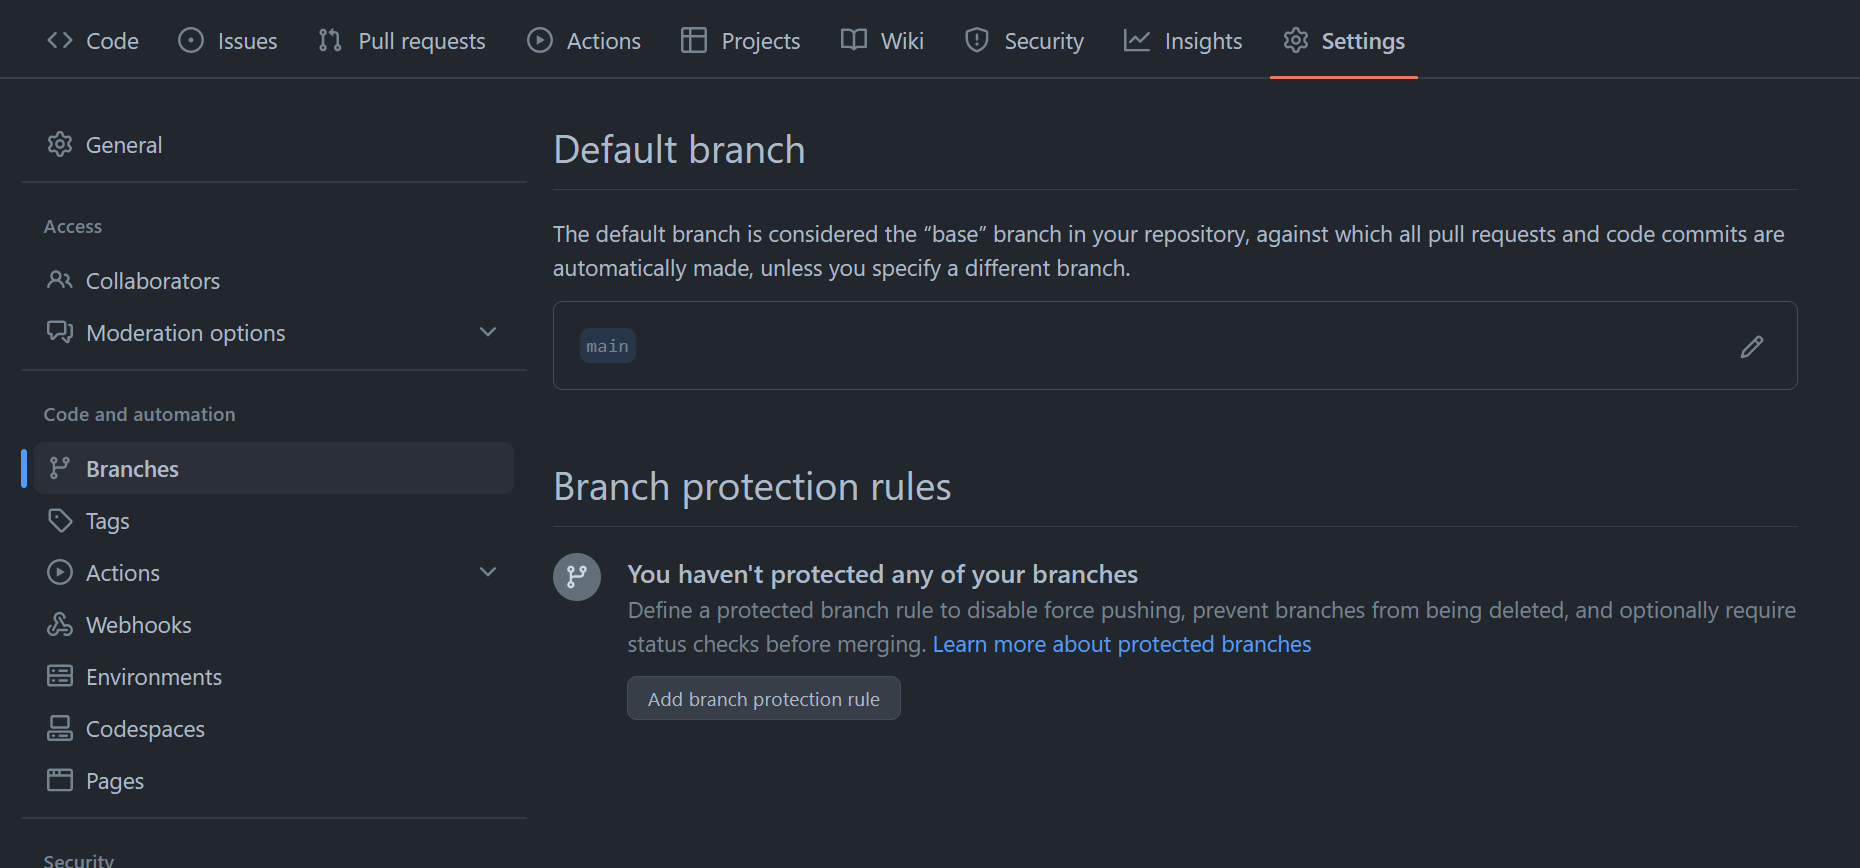 Code Issues Pull requests Actions Projects Wiki Security Insights Settings
General
Access
Collaborators
Moderation options
Code and automation
Branches
Tags
Actions
Webhooks
Environments
Codespaces
Pages
Security
Default branch
The default branch is considered the “base” branch in your repository, against which all pull requests and code commits are
automatically made, unless you specify a different branch.
main
Branch protection rules
You haven't protected any of your branches
Define a protected branch rule to disable force pushing, prevent branches from being deleted, and optionally require
status checks before merging. Learn more about protected branches
Add branch protection rule